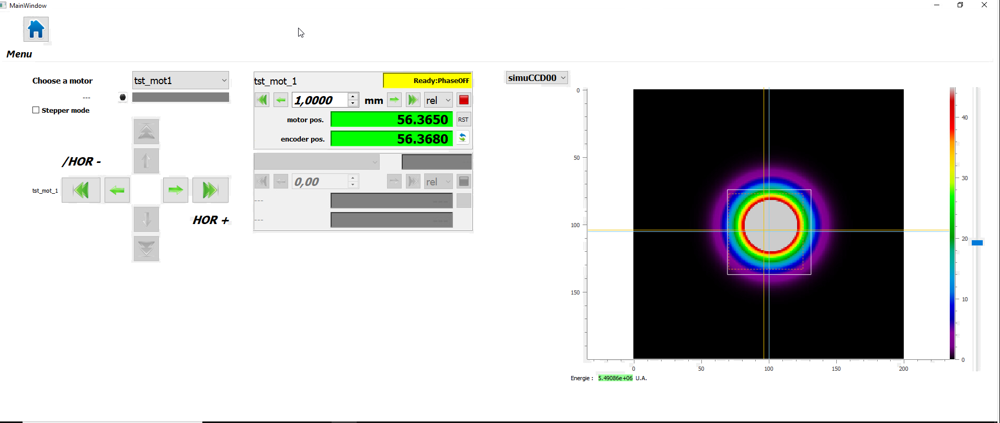 MainWindow
Menu
Choose a motor
tst_mot1
---
Stepper mode
/HOR -
tst_mot_1
HOR +
tst_mot_1
Ready:PhaseOFF
1,0000
mm
rel
motor pos.
56.3650
RST
encoder pos.
56.3680
0,00
rel
---
---
---
---
simuCCD00
0
50
100
150
0
50
100
150
200
40
30
20
10
0
Energie :
5.49086e+06
U.A.